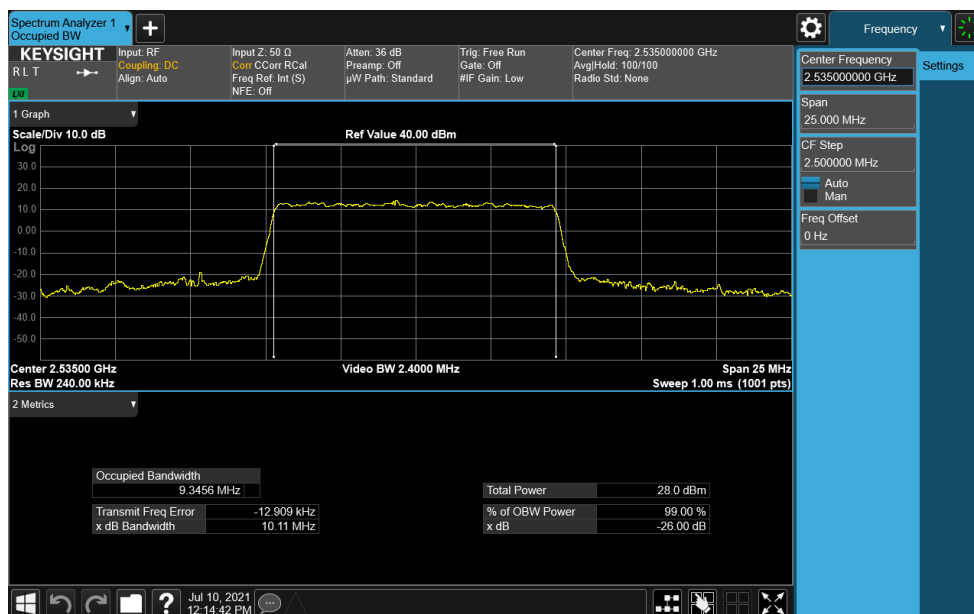 Spectrum Analyzer 1
Occupied BW
Frequency
KEYSIGHT
R L T
LNI
Input: RF
Coupling: DC
Align: Auto
Input Z: 50 Ω
Corr CCorr RCal
Freq Ref: Int (S)
NFE: Off
Atten: 36 dB
Preamp: Off
µW Path: Standard
Trig: Free Run
Gate: Off
#IF Gain: Low
Center Freq: 2.535000000 GHz
Avg|Hold: 100/100
Radio Std: None
Center Frequency
2.535000000 GHz
Settings
Span
25.000 MHz
CF Step
2.500000 MHz
Auto
Man
Freq Offset
0 Hz
1 Graph
Scale/Div 10.0 dB
Ref Value 40.00 dBm
Log
30.0
20.0
10.0
0.00
-10.0
-20.0
-30.0
-40.0
-50.0
Center 2.53500 GHz
Video BW 2.4000 MHz
Span 25 MHz
Res BW 240.00 kHz
Sweep 1.00 ms (1001 pts)
2 Metrics
Occupied Bandwidth
9.3456 MHz
Total Power 28.0 dBm
Transmit Freq Error -12.909 kHz
% of OBW Power 99.00 %
x dB Bandwidth 10.11 MHz
x dB -26.00 dB
Jul 10, 2021
12:14:42 PM